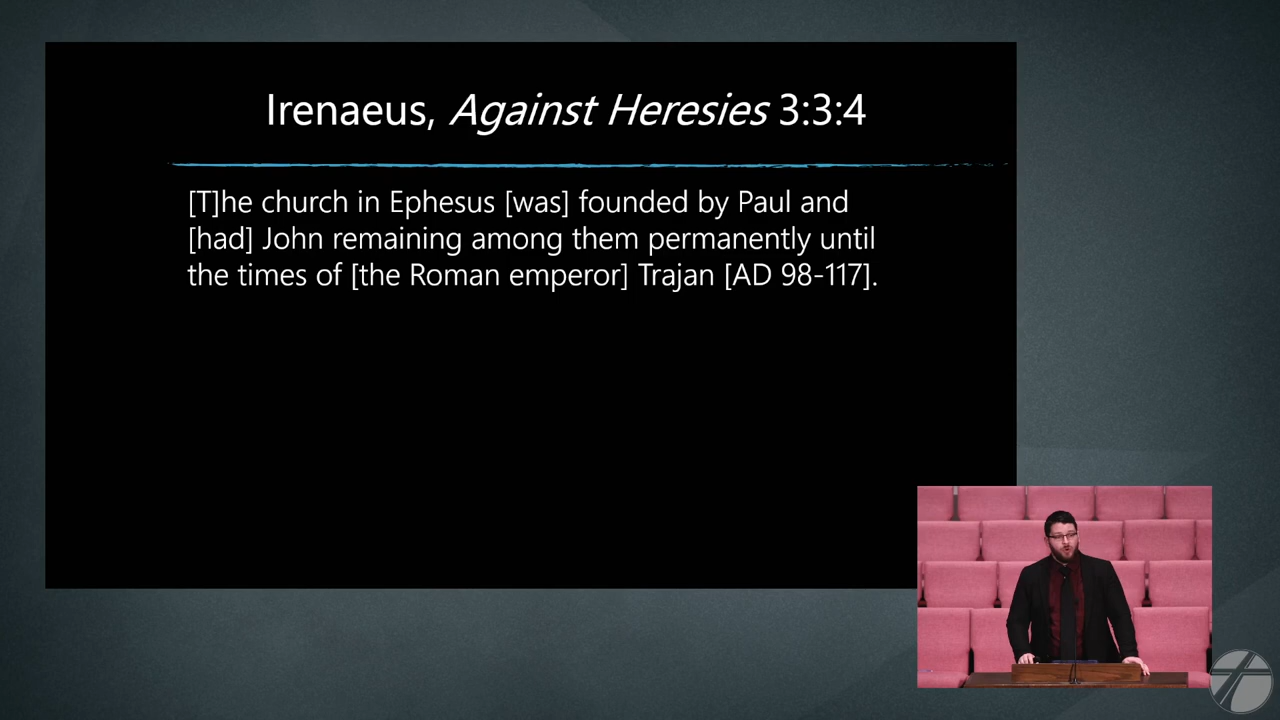 Irenaeus, Against Heresies 3:3:4
[T]he church in Ephesus [was] founded by Paul and
[had] John remaining among them permanently until
the times of [the Roman emperor] Trajan [AD 98-117].